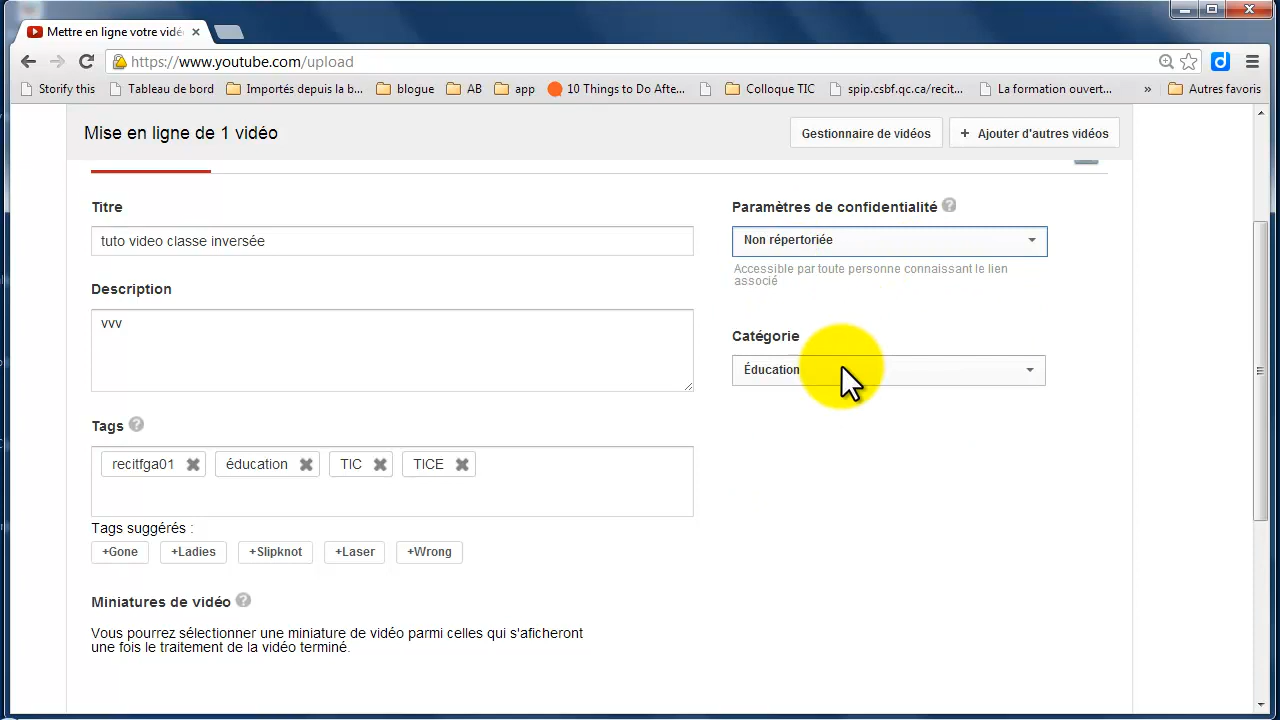 Mettre en ligne votre vidé
https://www.youtube.com/upload
Storify this
Tableau de bord
Importés depuis la b...
blogue
AB
app
10 Things to Do Afte...
Colloque TIC
spip.csbf.qc.ca/recit...
La formation ouvert...
»
Autres favoris
Mise en ligne de 1 vidéo
Gestionnaire de vidéos
+ Ajouter d'autres vidéos
Titre
tuto video classe inversée
Description
vvv
Tags
recitfga01
éducation
TIC
TICE
Tags suggérés :
+Gone
+Ladies
+Slipknot
+Laser
+Wrong
Miniatures de vidéo
Vous pourrez sélectionner une miniature de vidéo parmi celles qui s'aficheront
une fois le traitement de la vidéo terminé.
Paramètres de confidentialité
Non répertoriée
Accessible par toute personne connaissant le lien
associé
Catégorie
Éducation